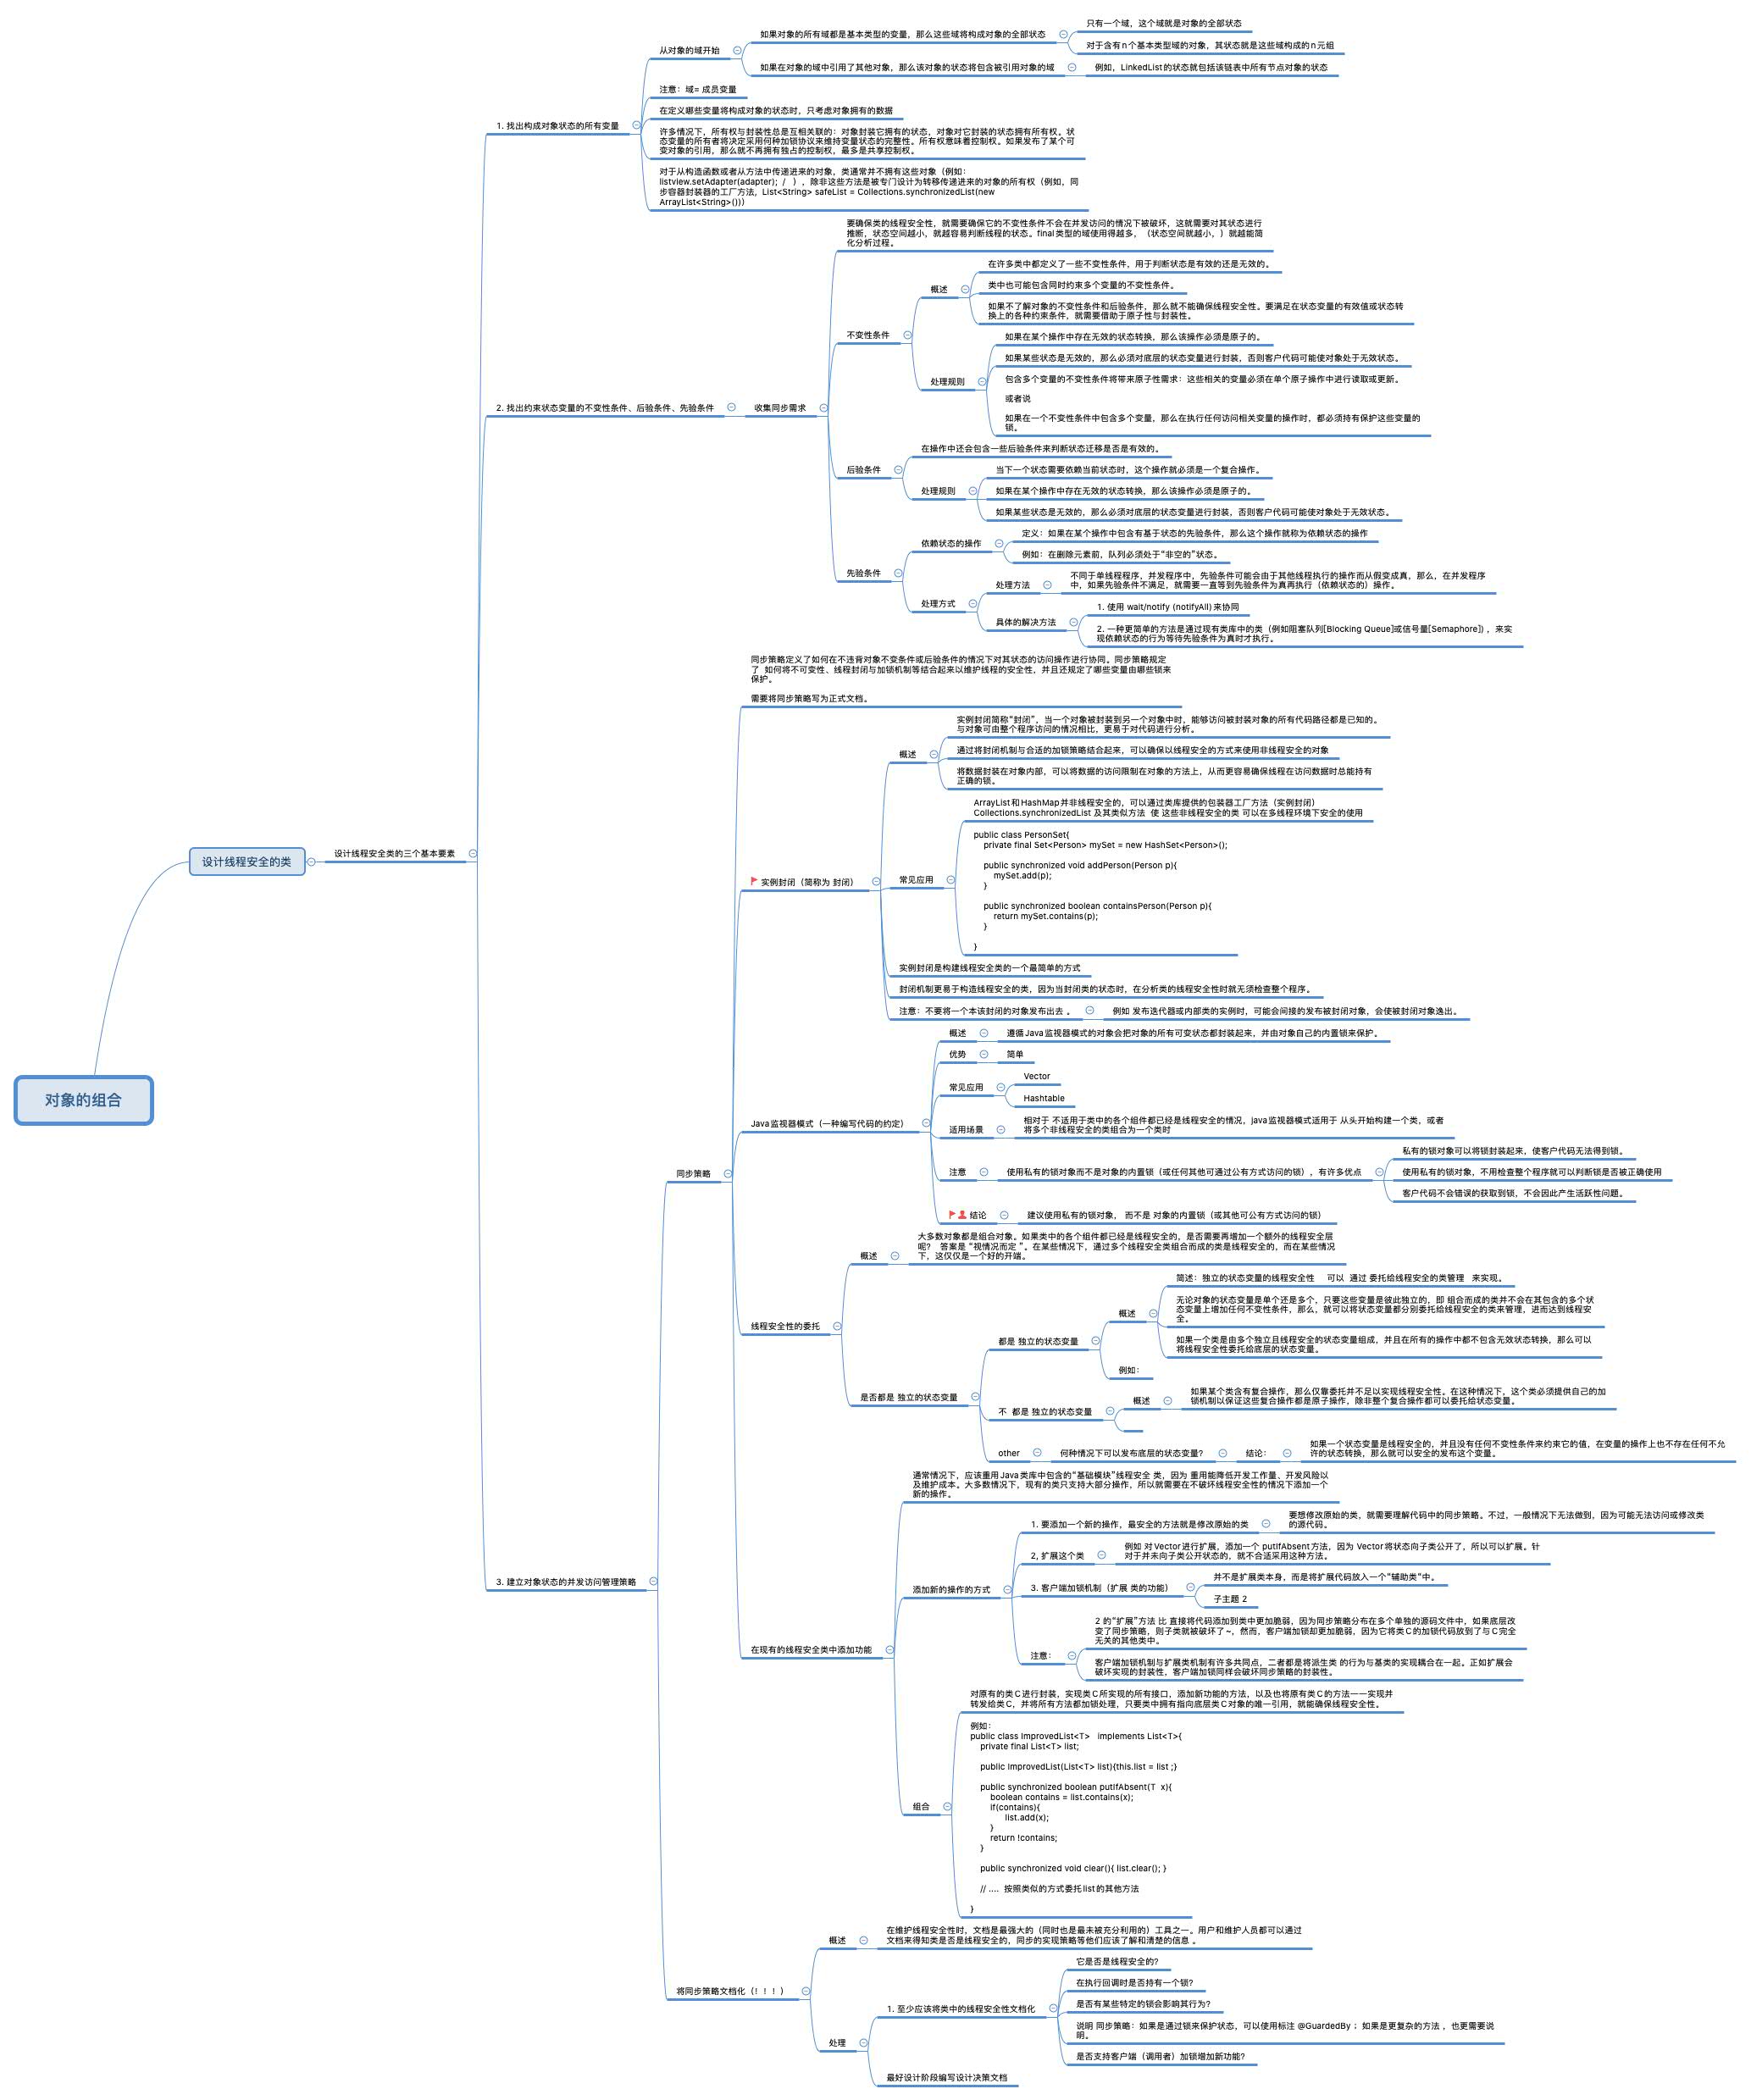 对象的组合
设计线程安全的类
设计线程安全类的三个基本要素
1. 找出构成对象状态的所有变量
从对象的域开始
如果对象的所有域都是基本类型的变量，那么这些域将构成对象的全部状态
只有一个域，这个域就是对象的全部状态
对于含有n个基本类型域的对象，其状态就是这些域构成的n元组
如果在对象的域中引用了其他对象，那么该对象的状态将包含被引用对象的域
例如，LinkedList的状态就包括该链表中所有节点对象的状态
注意：域= 成员变量
在定义哪些变量将构成对象的状态时，只考虑对象拥有的数据
许多情况下，所有权与封装性总是互相关联的：对象封装它拥有的状态，对象对它封装的状态拥有所有权。状
态变量的所有者将决定采用何种加锁协议来维持变量状态的完整性。所有权意味着控制权。如果发布了某个可
变对象的引用，那么就不再拥有独占的控制权，最多是共享控制权。
对于从构造函数或者从方法中传递进来的对象，类通常并不拥有这些对象（例如：
listview.setAdapter(adapter);  /  ），除非这些方法是被专门设计为转移传递进来的对象的所有权（例如，同
步容器封装器的工厂方法，List<String> safeList = Collections.synchronizedList(new
ArrayList<String>()))
2. 找出约束状态变量的不变性条件、后验条件、先验条件
收集同步需求
要确保类的线程安全性，就需要确保它的不变性条件不会在并发访问的情况下被破坏，这就需要对其状态进行
推断，状态空间越小，就越容易判断线程的状态。final类型的域使用得越多，（状态空间就越小，）就越能简
化分析过程。
不变性条件
概述
在许多类中都定义了一些不变性条件，用于判断状态是有效的还是无效的。
类中也可能包含同时约束多个变量的不变性条件。
如果不了解对象的不变性条件和后验条件，那么就不能确保线程安全性。要满足在状态变量的有效值或状态转
换上的各种约束条件，就需要借助于原子性与封装性。
处理规则
如果在某个操作中存在无效的状态转换，那么该操作必须是原子的。
如果某些状态是无效的，那么必须对底层的状态变量进行封装，否则客户代码可能使对象处于无效状态。
包含多个变量的不变性条件将带来原子性需求：这些相关的变量必须在单个原子操作中进行读取或更新。
或者说
如果在一个不变性条件中包含多个变量，那么在执行任何访问相关变量的操作时，都必须持有保护这些变量的
锁。
后验条件
在操作中还会包含一些后验条件来判断状态迁移是否是有效的。
处理规则
当下一个状态需要依赖当前状态时，这个操作就必须是一个复合操作。
如果在某个操作中存在无效的状态转换，那么该操作必须是原子的。
如果某些状态是无效的，那么必须对底层的状态变量进行封装，否则客户代码可能使对象处于无效状态。
先验条件
依赖状态的操作
定义：如果在某个操作中包含有基于状态的先验条件，那么这个操作就称为依赖状态的操作
例如：在删除元素前，队列必须处于“非空的”状态。
处理方式
处理方法
不同于单线程程序，并发程序中，先验条件可能会由于其他线程执行的操作而从假变成真，那么，在并发程序
中，如果先验条件不满足，就需要一直等到先验条件为真再执行（依赖状态的）操作。
具体的解决方法
1. 使用 wait/notify (notifyAll)来协同
2. 一种更简单的方法是通过现有类库中的类（例如阻塞队列[Blocking Queue]或信号量[Semaphore]），来实
现依赖状态的行为等待先验条件为真时才执行。
3. 建立对象状态的并发访问管理策略
同步策略
同步策略定义了如何在不违背对象不变条件或后验条件的情况下对其状态的访问操作进行协同。同步策略规定
了 如何将不可变性、线程封闭与加锁机制等结合起来以维护线程的安全性，并且还规定了哪些变量由哪些锁来
保护。
需要将同步策略写为正式文档。
实例封闭（简称为 封闭）
概述
实例封闭简称“封闭”，当一个对象被封装到另一个对象中时，能够访问被封装对象的所有代码路径都是已知的。
与对象可由整个程序访问的情况相比，更易于对代码进行分析。
通过将封闭机制与合适的加锁策略结合起来，可以确保以线程安全的方式来使用非线程安全的对象
将数据封装在对象内部，可以将数据的访问限制在对象的方法上，从而更容易确保线程在访问数据时总能持有
正确的锁。
常见应用
ArrayList和HashMap并非线程安全的，可以通过类库提供的包装器工厂方法（实例封闭）
Collections.synchronizedList 及其类似方法  使 这些非线程安全的类 可以在多线程环境下安全的使用
public class PersonSet{
private final Set<Person> mySet = new HashSet<Person>();
public synchronized void addPerson(Person p){
mySet.add(p);
}
public synchronized boolean containsPerson(Person p){
return mySet.contains(p);
}
}
实例封闭是构建线程安全类的一个最简单的方式
封闭机制更易于构造线程安全的类，因为当封闭类的状态时，在分析类的线程安全性时就无须检查整个程序。
注意：不要将一个本该封闭的对象发布出去 。
例如 发布迭代器或内部类的实例时，可能会间接的发布被封闭对象，会使被封闭对象逸出。
Java监视器模式（一种编写代码的约定）
概述
遵循Java监视器模式的对象会把对象的所有可变状态都封装起来，并由对象自己的内置锁来保护。
优势
简单
常见应用
Vector
Hashtable
适用场景
相对于 不适用于类中的各个组件都已经是线程安全的情况，java监视器模式适用于 从头开始构建一个类，或者
将多个非线程安全的类组合为一个类时
注意
使用私有的锁对象而不是对象的内置锁（或任何其他可通过公有方式访问的锁），有许多优点
私有的锁对象可以将锁封装起来，使客户代码无法得到锁。
使用私有的锁对象，不用检查整个程序就可以判断锁是否被正确使用
客户代码不会错误的获取到锁，不会因此产生活跃性问题。
结论
建议使用私有的锁对象， 而不是 对象的内置锁（或其他可公有方式访问的锁）
线程安全性的委托
概述
大多数对象都是组合对象。如果类中的各个组件都已经是线程安全的，是否需要再增加一个额外的线程安全层
呢？  答案是 “视情况而定 ”。在某些情况下，通过多个线程安全类组合而成的类是线程安全的，而在某些情况
下，这仅仅是一个好的开端。
是否都是 独立的状态变量
都是 独立的状态变量
概述
简述：独立的状态变量的线程安全性    可以  通过 委托给线程安全的类管理   来实现。
无论对象的状态变量是单个还是多个，只要这些变量是彼此独立的，即 组合而成的类并不会在其包含的多个状
态变量上增加任何不变性条件，那么，就可以将状态变量都分别委托给线程安全的类来管理，进而达到线程安
全。
如果一个类是由多个独立且线程安全的状态变量组成，并且在所有的操作中都不包含无效状态转换，那么可以
将线程安全性委托给底层的状态变量。
例如：
不  都是 独立的状态变量
概述
如果某个类含有复合操作，那么仅靠委托并不足以实现线程安全性。在这种情况下，这个类必须提供自己的加
锁机制以保证这些复合操作都是原子操作，除非整个复合操作都可以委托给状态变量。
other
何种情况下可以发布底层的状态变量？
结论：
如果一个状态变量是线程安全的，并且没有任何不变性条件来约束它的值，在变量的操作上也不存在任何不允
许的状态转换，那么就可以安全的发布这个变量。
在现有的线程安全类中添加功能
通常情况下，应该重用Java类库中包含的“基础模块”线程安全 类，因为 重用能降低开发工作量、开发风险以
及维护成本。大多数情况下，现有的类只支持大部分操作，所以就需要在不破坏线程安全性的情况下添加一个
新的操作。
添加新的操作的方式
1. 要添加一个新的操作，最安全的方法就是修改原始的类
要想修改原始的类，就需要理解代码中的同步策略。不过，一般情况下无法做到，因为可能无法访问或修改类
的源代码。
2, 扩展这个类
例如 对Vector进行扩展，添加一个 putIfAbsent方法，因为 Vector将状态向子类公开了，所以可以扩展。针
对于并未向子类公开状态的，就不合适采用这种方法。
3. 客户端加锁机制（扩展 类的功能）
并不是扩展类本身，而是将扩展代码放入一个"辅助类"中。
子主题 2
注意：
2 的“扩展”方法 比 直接将代码添加到类中更加脆弱，因为同步策略分布在多个单独的源码文件中，如果底层改
变了同步策略，则子类就被破坏了~，然而，客户端加锁却更加脆弱，因为它将类C的加锁代码放到了与C完全
无关的其他类中。
客户端加锁机制与扩展类机制有许多共同点，二者都是将派生类 的行为与基类的实现耦合在一起。正如扩展会
破坏实现的封装性，客户端加锁同样会破坏同步策略的封装性。
组合
对原有的类C进行封装，实现类C所实现的所有接口，添加新功能的方法，以及也将原有类C的方法一一实现并
转发给类C，并将所有方法都加锁处理，只要类中拥有指向底层类C对象的唯一引用，就能确保线程安全性。
例如：
public class ImprovedList<T>   implements List<T>{
private final List<T> list;
public ImprovedList(List<T> list){this.list = list ;}
public synchronized boolean putIfAbsent(T  x){
boolean contains = list.contains(x);
if(contains){
list.add(x);
}
return !contains;
}
public synchronized void clear(){ list.clear(); }
// ....  按照类似的方式委托list的其他方法
}
将同步策略文档化（！！！）
概述
在维护线程安全性时，文档是最强大的（同时也是最未被充分利用的）工具之一。用户和维护人员都可以通过
文档来得知类是否是线程安全的，同步的实现策略等他们应该了解和清楚的信息 。
处理
1. 至少应该将类中的线程安全性文档化
它是否是线程安全的？
在执行回调时是否持有一个锁？
是否有某些特定的锁会影响其行为？
说明 同步策略：如果是通过锁来保护状态，可以使用标注 @GuardedBy ；如果是更复杂的方法 ，也更需要说
明。
是否支持客户端（调用者）加锁增加新功能？
最好设计阶段编写设计决策文档